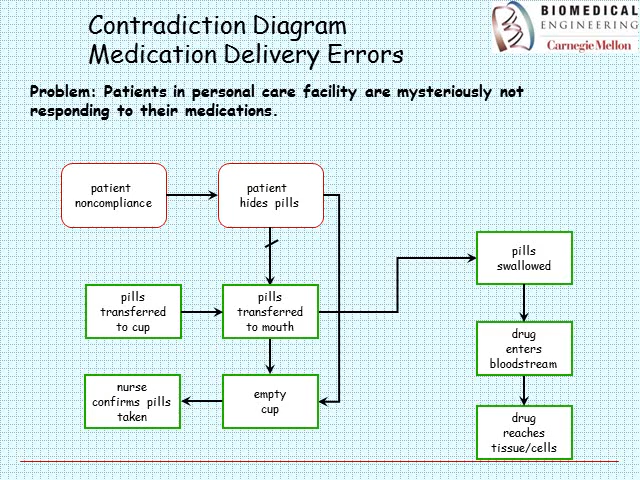 Contradiction Diagram
Medication Delivery Errors
BIOMEDICAL
ENGINEERING
Carnegie Mellon
Problem: Patients in personal care facility are mysteriously not
responding to their medications.
patient
noncompliance
patient
hides pills
pills
swallowed
pills
transferred
to cup
pills
transferred
to mouth
drug
enters
bloodstream
nurse
confirms pills
taken
empty
cup
drug
reaches
tissue/cells